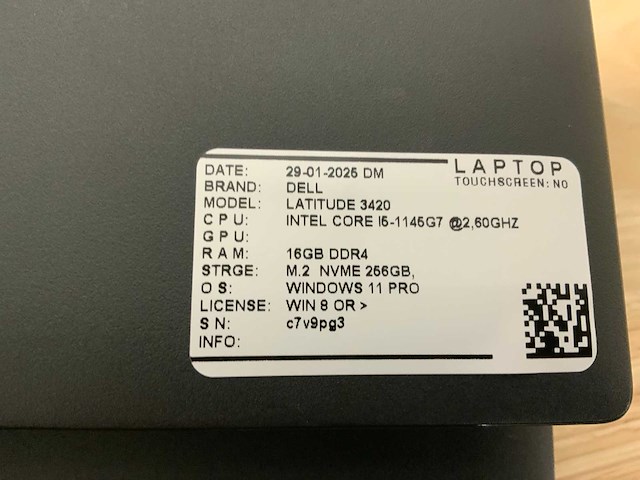 LAPTOP
TOUCHSCREEN: NO
DATE: 29-01-2025 DM
BRAND: DELL
MODEL: LATITUDE 3420
CPU: INTEL CORE I5-1145G7 @2,60GHZ
GPU:
RAM: 16GB DDR4
STRGE: M.2 NVME 256GB,
OS: WINDOWS 11 PRO
LICENSE: WIN 8 OR >
SN: c7v9pg3
INFO: